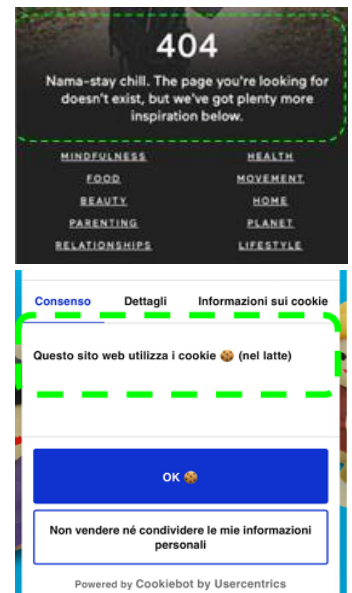 404
Nama-stay chill. The page you're looking for
doesn't exist, but we've got plenty more
inspiration below.
MINDFULNESS HEALTH
FOOD MOVEMENT
BEAUTY HOME
PARENTING PLANET
RELATIONSHIPS LIFESTYLE
Consenso Dettagli Informazioni sui cookie
Questo sito web utilizza i cookie 🍪 (nel latte)
OK 🍪
Non vendere né condividere le mie informazioni
personali
Powered by Cookiebot by Usercentrics